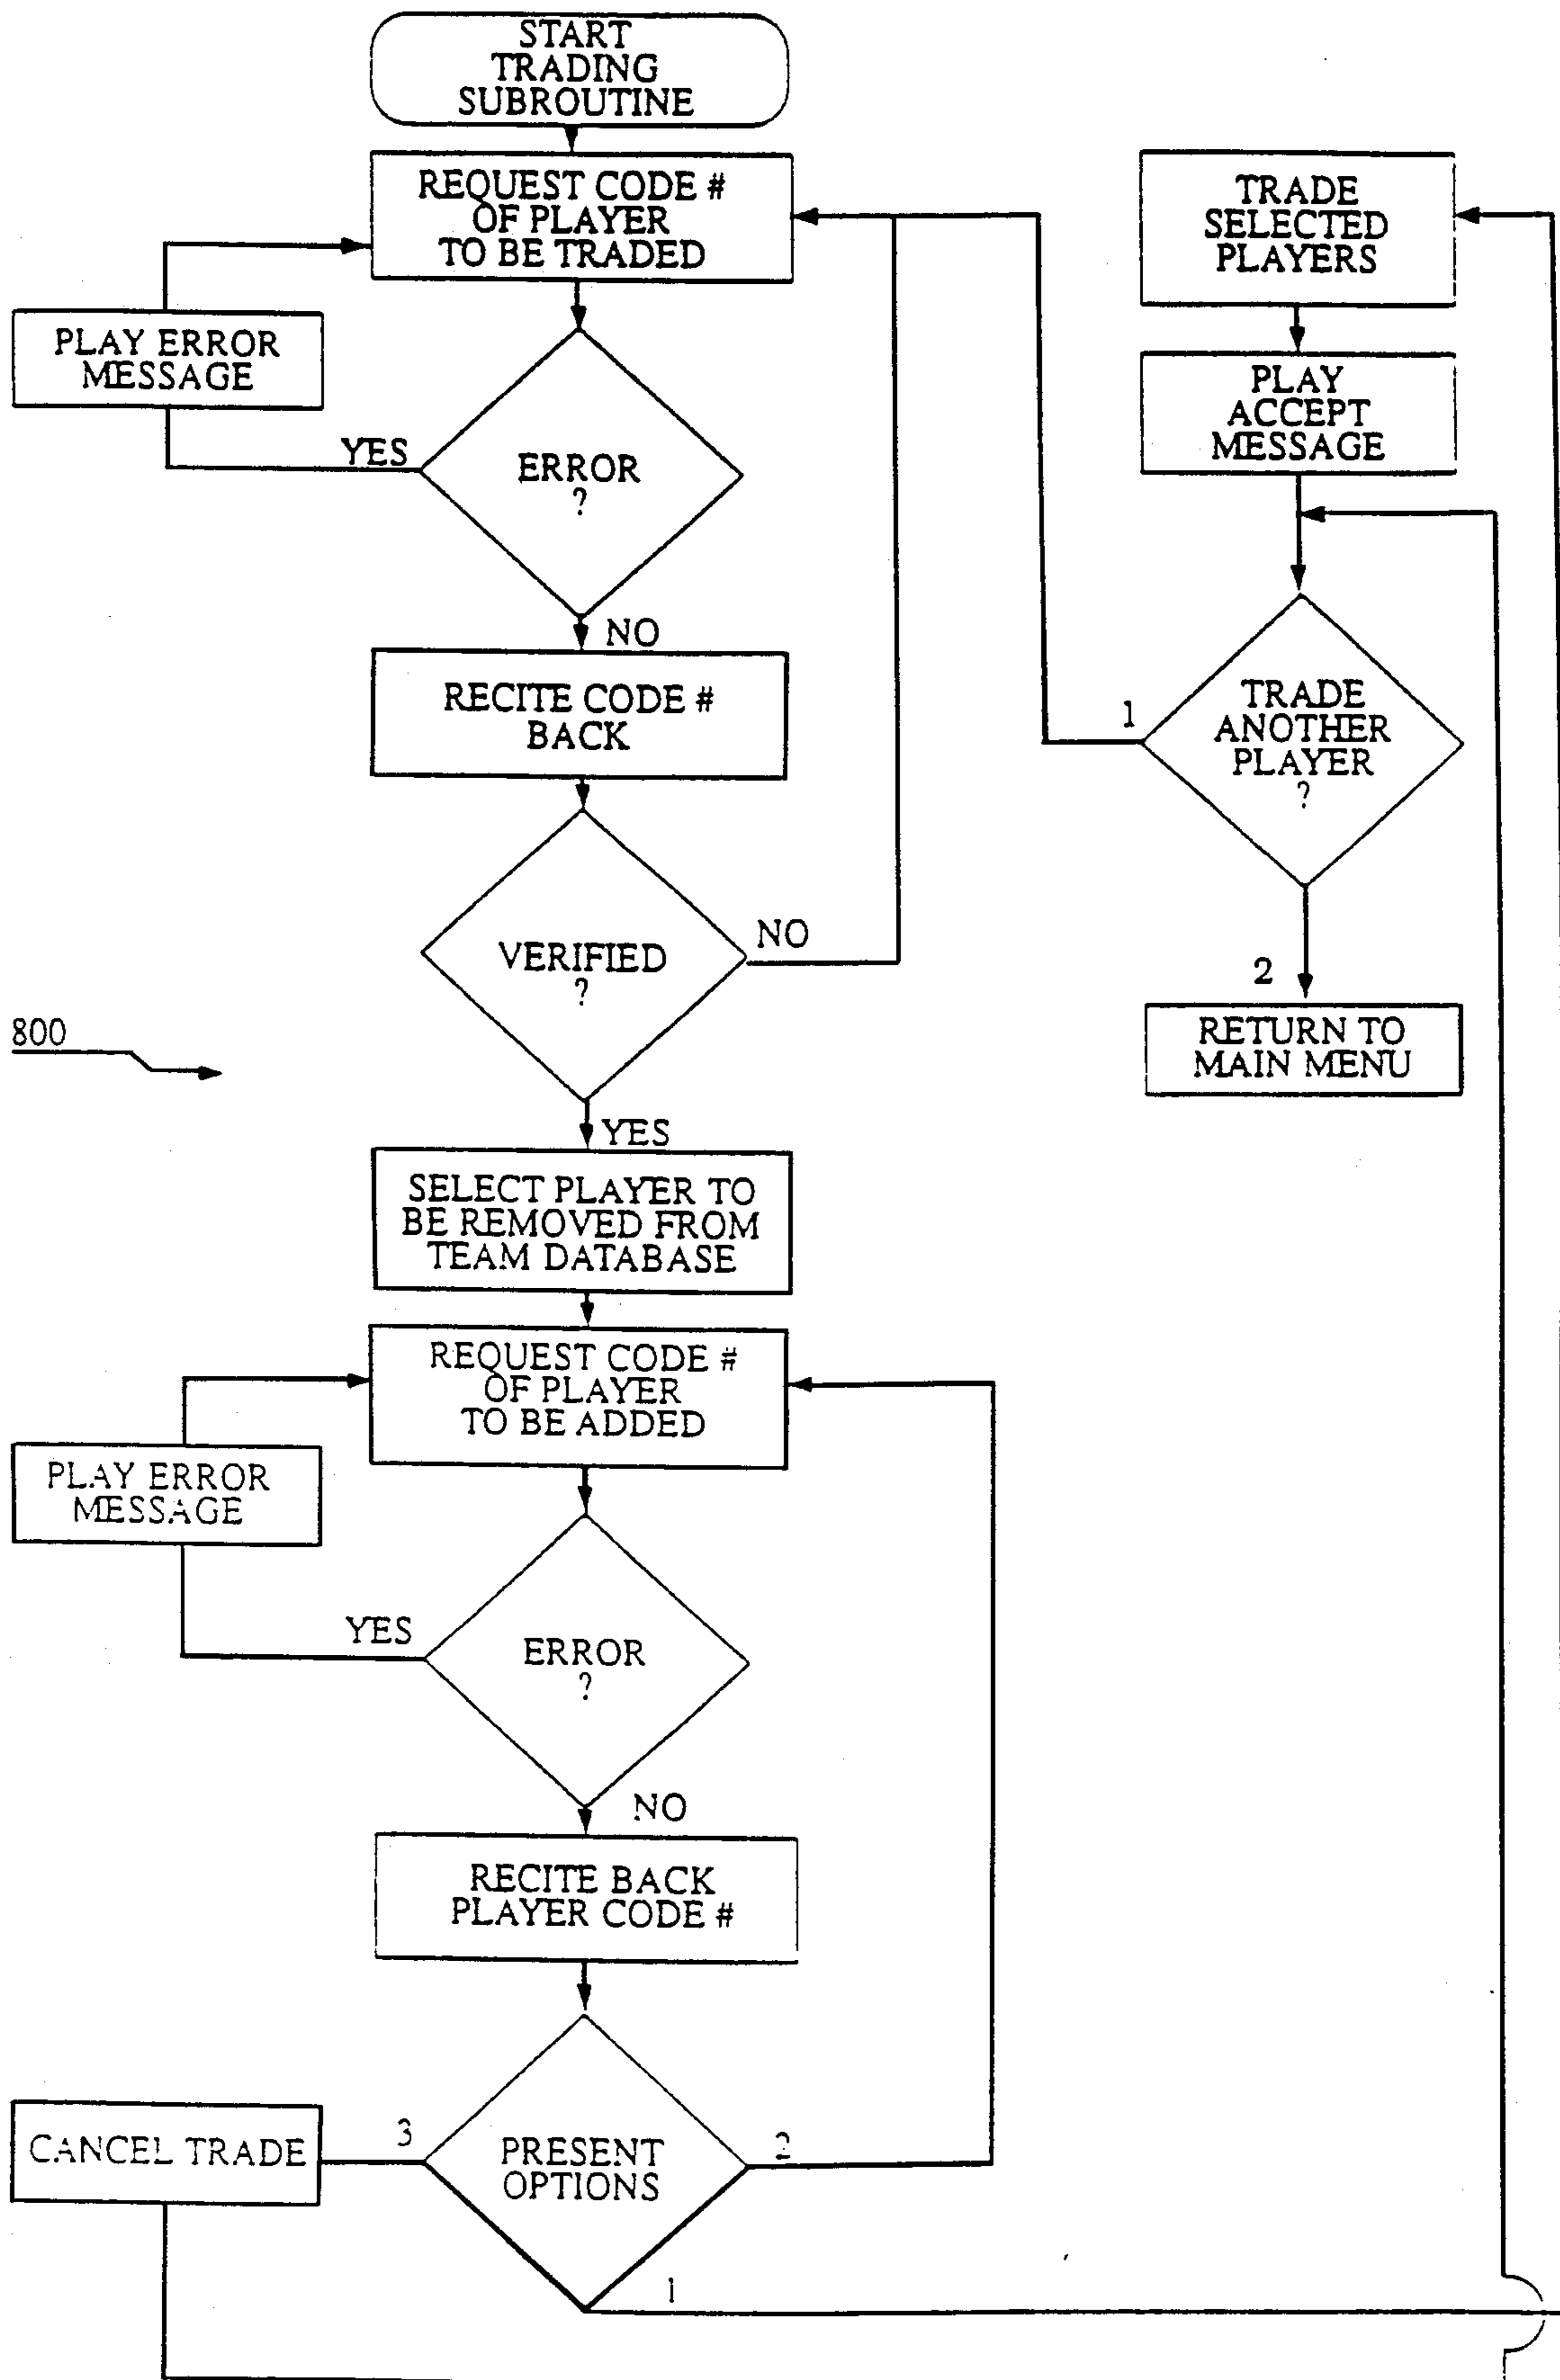 START
TRADING
SUBROUTINE
REQUEST CODE #
OF PLAYER
TO BE TRADED
PLAY ERROR
MESSAGE
YES
ERROR
?
NO
RECITE CODE #
BACK
VERIFIED
?
NO
800
YES
SELECT PLAYER TO
BE REMOVED FROM
TEAM DATABASE
REQUEST CODE #
OF PLAYER
TO BE ADDED
PLAY ERROR
MESSAGE
YES
ERROR
?
NO
RECITE BACK
PLAYER CODE #
CANCEL TRADE
3
PRESENT
OPTIONS
2
1
TRADE
SELECTED
PLAYERS
PLAY
ACCEPT
MESSAGE
1
TRADE
ANOTHER
PLAYER
?
2
RETURN TO
MAIN MENU